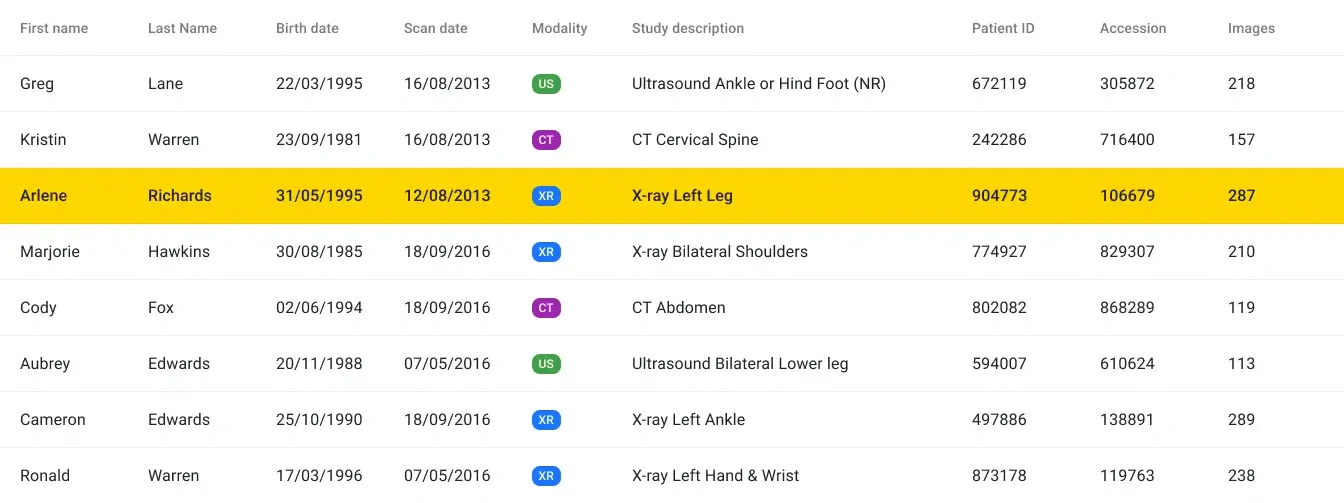 First name Last Name Birth date Scan date Modality Study description Patient ID Accession Images
Greg Lane 22/03/1995 16/08/2013 US Ultrasound Ankle or Hind Foot (NR) 672119 305872 218
Kristin Warren 23/09/1981 16/08/2013 CT CT Cervical Spine 242286 716400 157
Arlene Richards 31/05/1995 12/08/2013 XR X-ray Left Leg 904773 106679 287
Marjorie Hawkins 30/08/1985 18/09/2016 XR X-ray Bilateral Shoulders 774927 829307 210
Cody Fox 02/06/1994 18/09/2016 CT CT Abdomen 802082 868289 119
Aubrey Edwards 20/11/1988 07/05/2016 US Ultrasound Bilateral Lower leg 594007 610624 113
Cameron Edwards 25/10/1990 18/09/2016 XR X-ray Left Ankle 497886 138891 289
Ronald Warren 17/03/1996 07/05/2016 XR X-ray Left Hand & Wrist 873178 119763 238